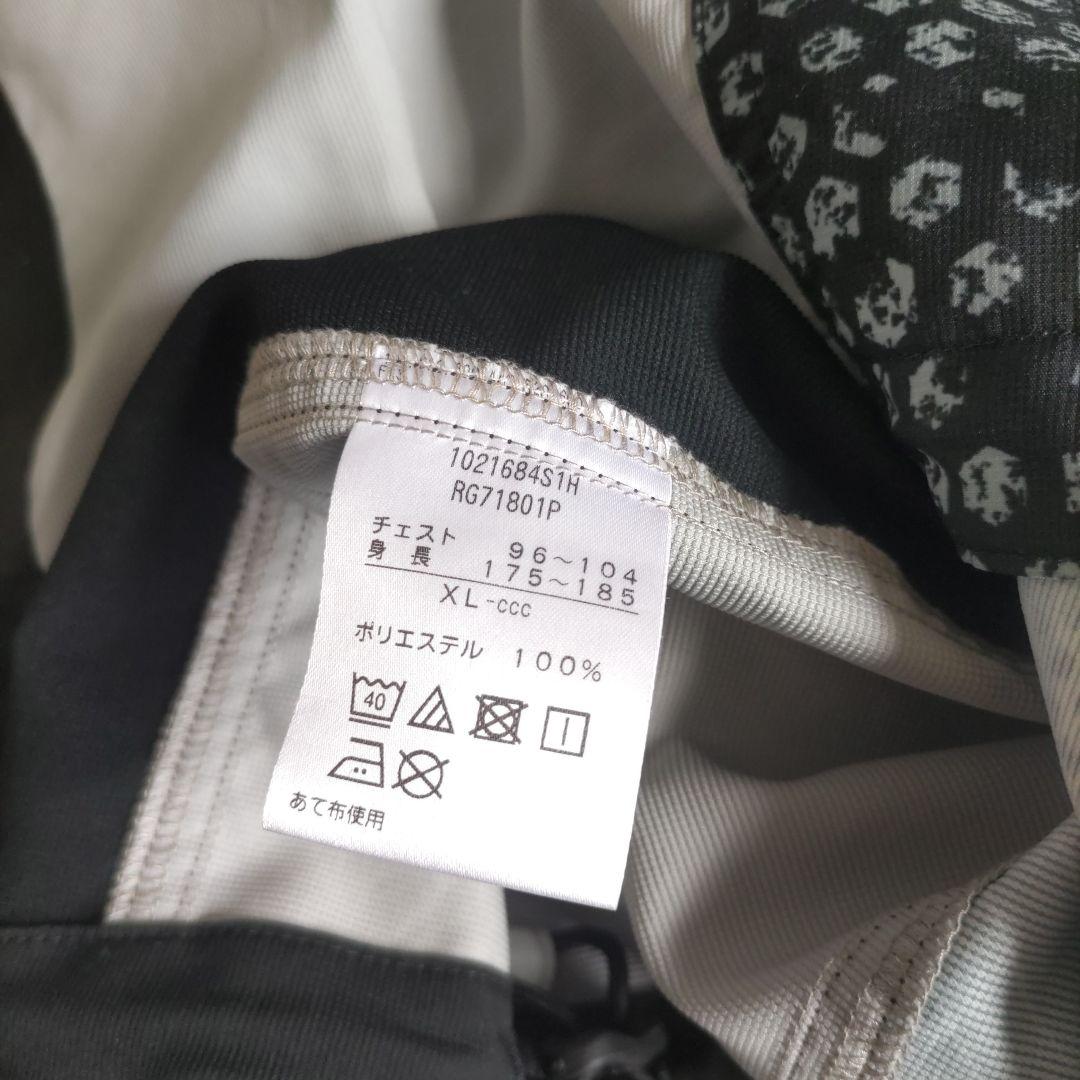 1021684S1H
RG71801P
チェスト 96～104
身長 175～185
XL-ccc
ポリエステル 100%
40
あて布使用